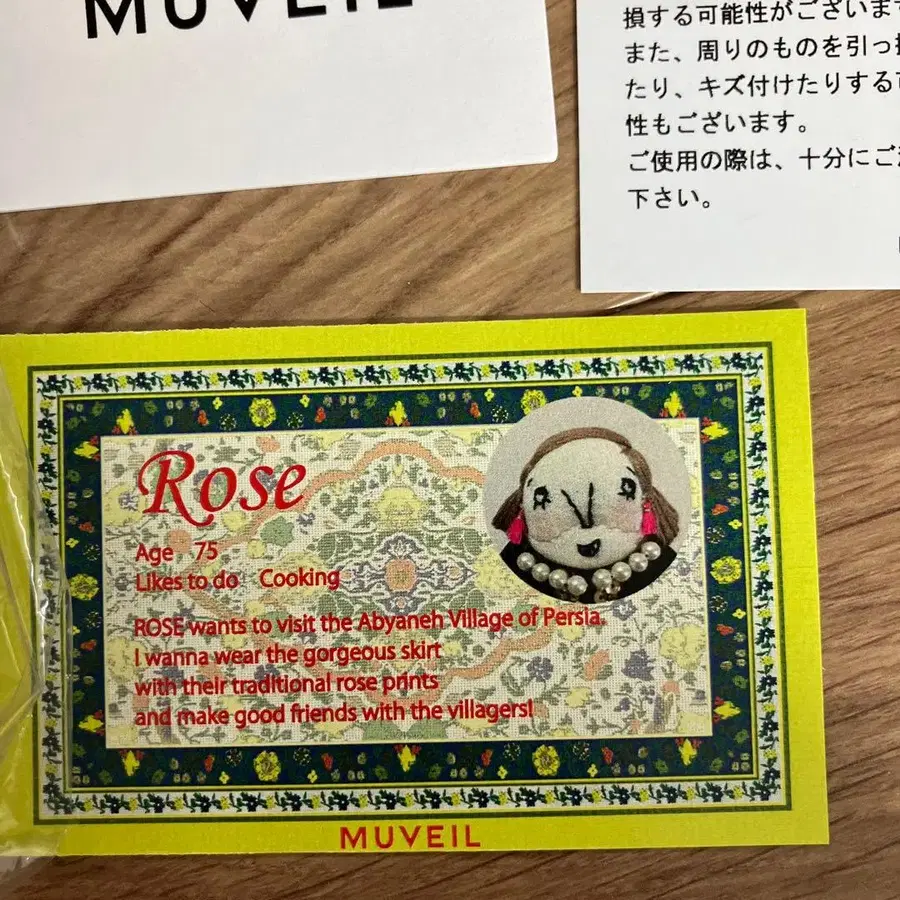 MUVEIL
損する可能性がございます
また、周りのものを引っ
たり、キズ付けたりする
性もございます。
ご使用の際は、十分にご
下さい。
Rose
Age 75
Likes to do Cooking
ROSE wants to visit the Abyaneh Village of Persia.
I wanna wear the gorgeous skirt
with their traditional rose prints
and make good friends with the villagers!
MUVEIL